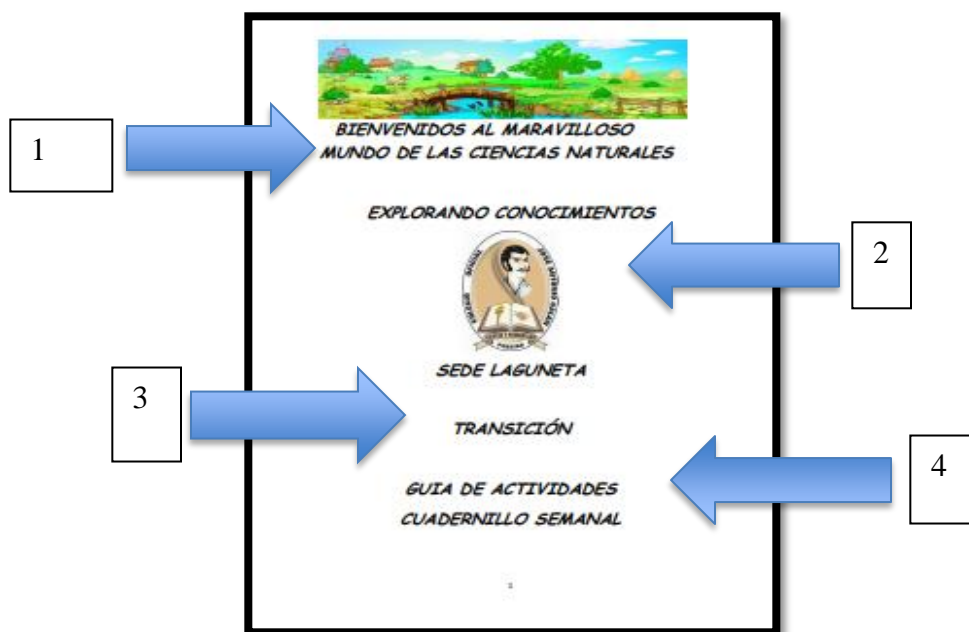 1
BIENVENIDOS AL MARAVILLOSO
MUNDO DE LAS CIENCIAS NATURALES
EXPLORANDO CONOCIMIENTOS
2
SEDE LAGUNETA
3
TRANSICIÓN
4
GUIA DE ACTIVIDADES
CUADERNILLO SEMANAL